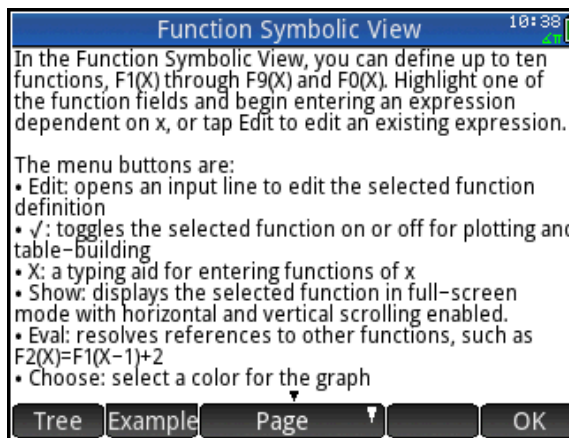 Function Symbolic View
10:38
∡π
In the Function Symbolic View, you can define up to ten
functions, F1(X) through F9(X) and F0(X). Highlight one of
the function fields and begin entering an expression
dependent on x, or tap Edit to edit an existing expression.
The menu buttons are:
• Edit: opens an input line to edit the selected function
definition
• √: toggles the selected function on or off for plotting and
table-building
• X: a typing aid for entering functions of x
• Show: displays the selected function in full-screen
mode with horizontal and vertical scrolling enabled.
• Eval: resolves references to other functions, such as
F2(X)=F1(X-1)+2
• Choose: select a color for the graph
Tree Example Page OK